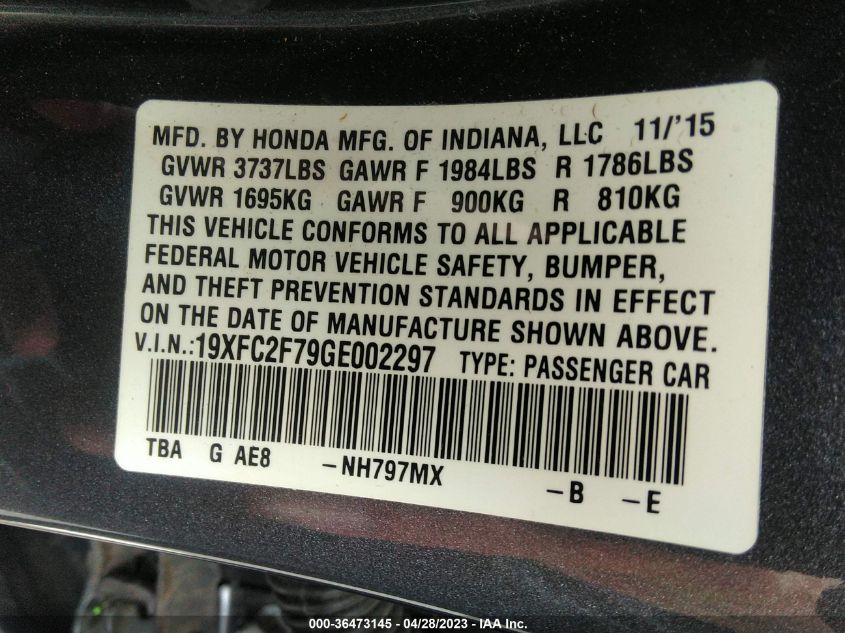 MFD. BY HONDA MFG. OF INDIANA, LLC 11/'15
GVWR 3737LBS GAWR F 1984LBS R 1786LBS
GVWR 1695KG GAWR F 900KG R 810KG
THIS VEHICLE CONFORMS TO ALL APPLICABLE
FEDERAL MOTOR VEHICLE SAFETY, BUMPER,
AND THEFT PREVENTION STANDARDS IN EFFECT
ON THE DATE OF MANUFACTURE SHOWN ABOVE.
V.I.N.:19XFC2F79GE002297 TYPE: PASSENGER CAR
TBA G AE8 -NH797MX -B -E
000-36473145 - 04/28/2023 - IAA Inc.